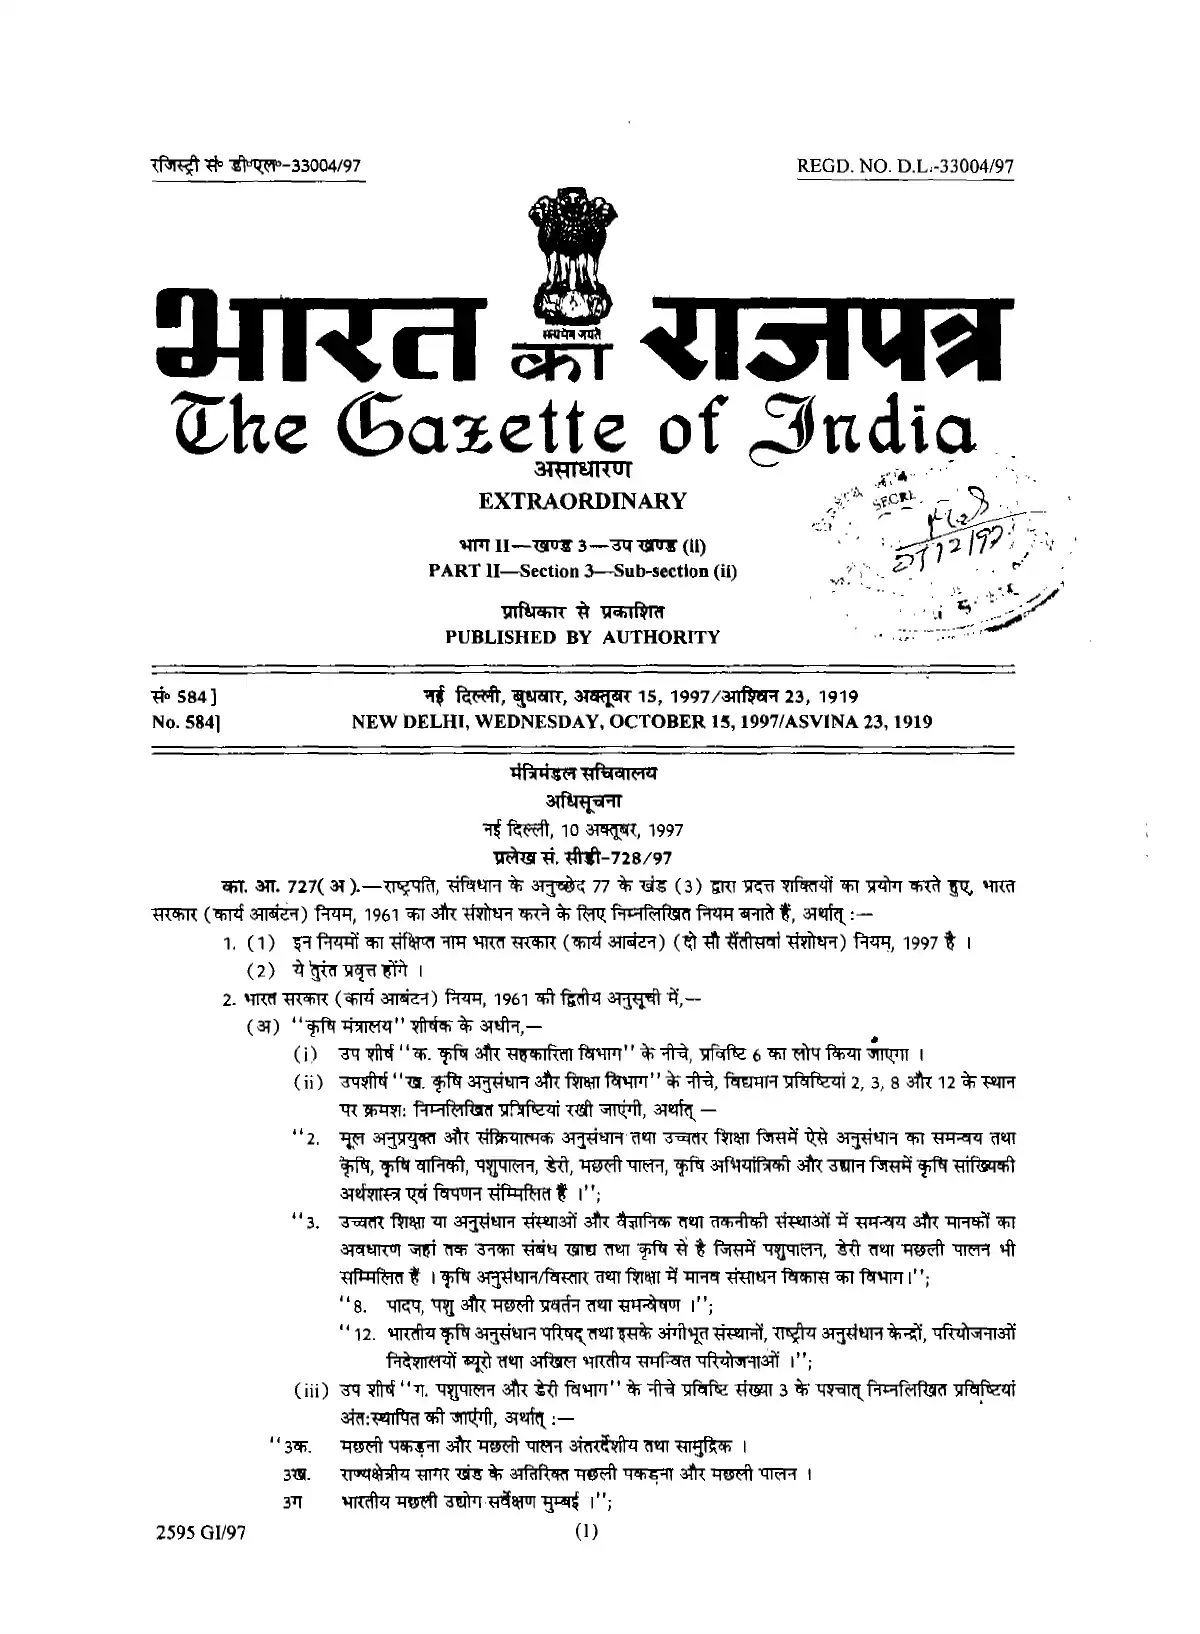 रजिस्ट्री सं० डी०एल०-33004/97
REGD. NO. D.L.-33004/97
सत्यमेव जयते
भारत का राजपत्र
The Gazette of India
असाधारण
EXTRAORDINARY
भाग II—खण्ड 3—उप खण्ड (ii)
PART II—Section 3—Sub-section (ii)
प्राधिकार से प्रकाशित
PUBLISHED BY AUTHORITY
सं० 584]
नई दिल्ली, बुधवार, अक्तूबर 15, 1997/आश्विन 23, 1919
No. 584]
NEW DELHI, WEDNESDAY, OCTOBER 15, 1997/ASVINA 23, 1919
मंत्रिमंडल सचिवालय
अधिसूचना
नई दिल्ली, 10 अक्तूबर, 1997
प्रलेख सं. सीडी-728/97
का. आ. 727( अ ).—राष्ट्रपति, संविधान के अनुच्छेद 77 के खंड (3) द्वारा प्रदत्त शक्तियों का प्रयोग करते हुए, भारत
सरकार (कार्य आबंटन) नियम, 1961 का और संशोधन करने के लिए निम्नलिखित नियम बनाते हैं, अर्थात् :—
1. (1) इन नियमों का संक्षिप्त नाम भारत सरकार (कार्य आबंटन) (दो सौ सैंतीसवां संशोधन) नियम, 1997 है ।
(2) ये तुरंत प्रवृत्त होंगे ।
2. भारत सरकार (कार्य आबंटन) नियम, 1961 की द्वितीय अनुसूची में,—
(अ) ''कृषि मंत्रालय'' शीर्षक के अधीन,—
(i) उप शीर्ष ''क. कृषि और सहकारिता विभाग'' के नीचे, प्रविष्टि 6 का लोप किया जाएगा ।
(ii) उपशीर्ष ''ख. कृषि अनुसंधान और शिक्षा विभाग'' के नीचे, विद्यमान प्रविष्टियां 2, 3, 8 और 12 के स्थान
पर क्रमश: निम्नलिखित प्रविष्टियां रखी जाएंगी, अर्थात् —
''2. मूल अनुप्रयुक्त और संक्रियात्मक अनुसंधान तथा उच्चतर शिक्षा जिसमें ऐसे अनुसंधान का समन्वय तथा
कृषि, कृषि वानिकी, पशुपालन, डेरी, मछली पालन, कृषि अभियांत्रिकी और उद्यान जिसमें कृषि सांख्यिकी
अर्थशास्त्र एवं विपणन सम्मिलित हैं ।'';
''3. उच्चतर शिक्षा या अनुसंधान संस्थाओं और वैज्ञानिक तथा तकनीकी संस्थाओं में समन्वय और मानकों का
अवधारण जहां तक उनका संबंध खाद्य तथा कृषि से है जिसमें पशुपालन, डेरी तथा मछली पालन भी
सम्मिलित हैं । कृषि अनुसंधान/विस्तार तथा शिक्षा में मानव संसाधन विकास का विभाग।'';
''8. पादप, पशु और मछली प्रवर्तन तथा समन्वेषण ।'';
''12. भारतीय कृषि अनुसंधान परिषद् तथा इसके अंगीभूत संस्थानों, राष्ट्रीय अनुसंधान केन्द्रों, परियोजनाओं
निदेशालयों ब्यूरो तथा अखिल भारतीय समन्वित परियोजनाओं ।'';
(iii) उप शीर्ष ''ग. पशुपालन और डेरी विभाग'' के नीचे प्रविष्टि संख्या 3 के पश्चात् निम्नलिखित प्रविष्टियां
अंत:स्थापित की जाएंगी, अर्थात् :—
''3क. मछली पकड़ना और मछली पालन अंतर्देशीय तथा सामुद्रिक ।
3ख. राज्यक्षेत्रीय सागर खंड के अतिरिक्त मछली पकड़ना और मछली पालन ।
3ग भारतीय मछली उद्योग सर्वेक्षण मुम्बई ।'';
2595 GI/97
(1)